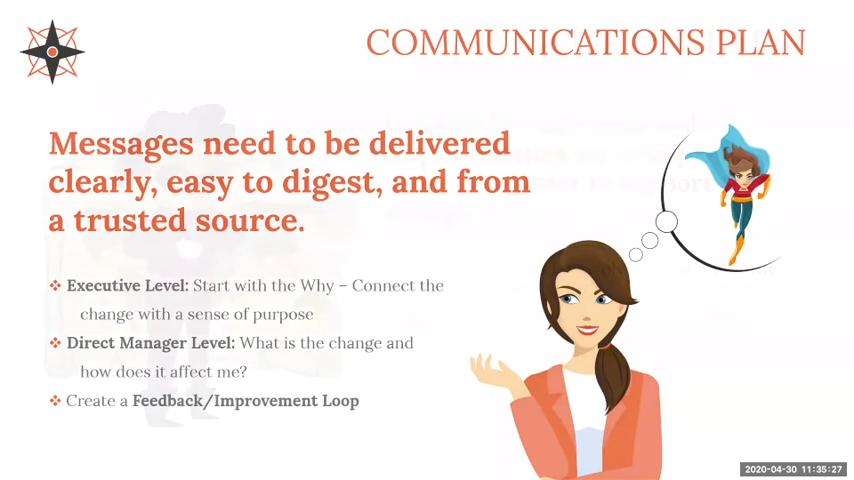 COMMUNICATIONS PLAN
Messages need to be delivered
clearly, easy to digest, and from
a trusted source.
❖ Executive Level: Start with the Why – Connect the
change with a sense of purpose
❖ Direct Manager Level: What is the change and
how does it affect me?
❖ Create a Feedback/Improvement Loop
2020-04-30 11:35:27